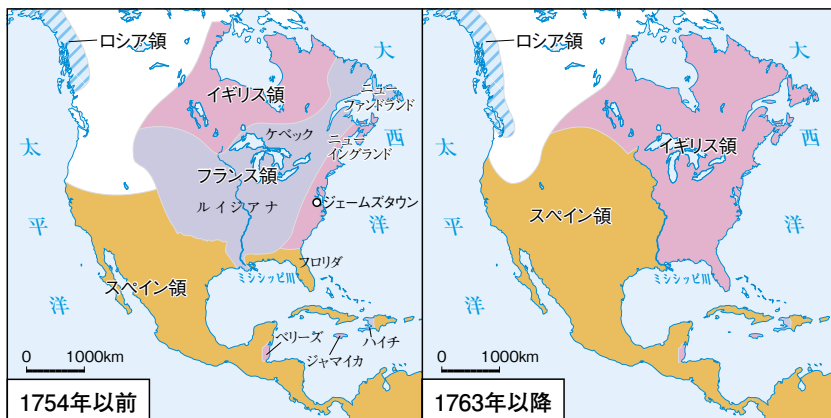 ロシア領
大
イギリス領
ニュー
ファンドランド
ケベック
西
ニュー
イングランド
太
フランス領
ルイジアナ
ジェームズタウン
平
洋
フロリダ
スペイン領
ミシシッピ川
洋
ベリーズ
ハイチ
ジャマイカ
0 1000km
1754年以前
ロシア領
大
西
イギリス領
太
スペイン領
平
洋
ミシシッピ川
洋
0 1000km
1763年以降